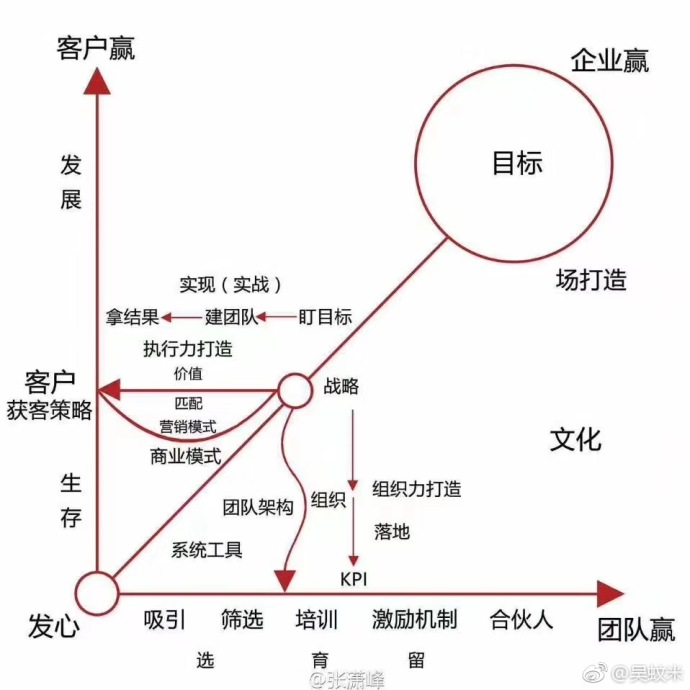 客户赢
企业赢
目标
发展
场打造
实现（实战）
拿结果 建团队 盯目标
执行力打造
价值
客户
获客策略
战略
匹配
营销模式
商业模式
文化
生存
组织力打造
组织
团队架构
落地
系统工具
KPI
发心
吸引 筛选 培训 激励机制 合伙人
团队赢
选 育 留
@张潇峰
@吴蚊米